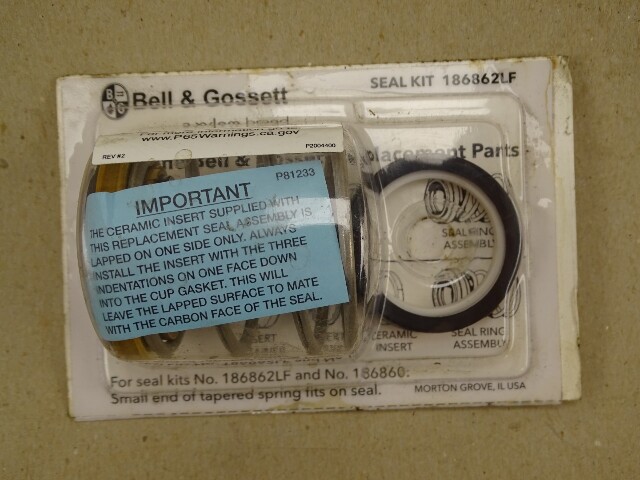 Bell & Gossett
SEAL KIT 186862LF
www.P65Warnings.ca.gov
REV #2
P2004400
Bell & Gosset
placement Parts
P81233
IMPORTANT
THE CERAMIC INSERT SUPPLIED WITH
THIS REPLACEMENT SEAL ASSEMBLY IS
LAPPED ON ONE SIDE ONLY. ALWAYS
INSTALL THE INSERT WITH THE THREE
INDENTATIONS ON ONE FACE DOWN
INTO THE CUP GASKET. THIS WILL
LEAVE THE LAPPED SURFACE TO MATE
WITH THE CARBON FACE OF THE SEAL.
SEAL RING
ASSEMBLY
CERAMIC
INSERT
SEAL RING
ASSEMBLY
For seal kits No. 186862LF and No. 186860:
Small end of tapered spring fits on seal.
MORTON GROVE, IL USA